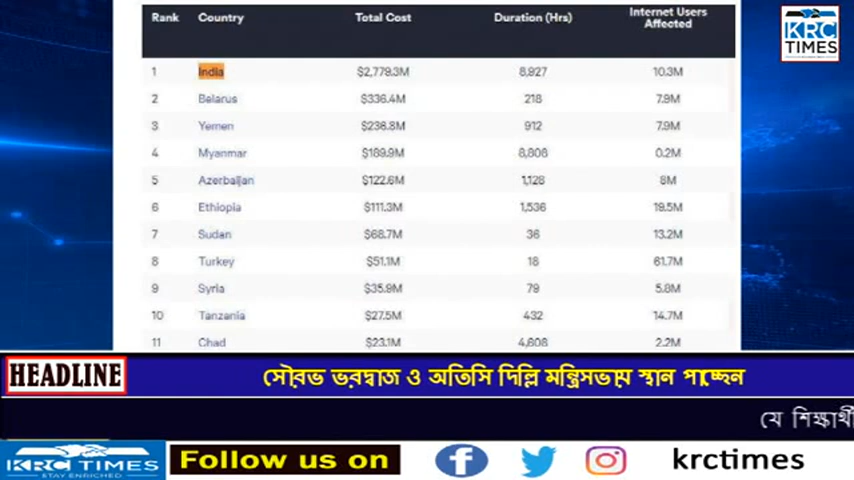 Rank Country Total Cost Duration (Hrs) Internet Users Affected
1 India $2,779.3M 8,927 10.3M
2 Belarus $336.4M 218 7.9M
3 Yemen $236.8M 912 7.9M
4 Myanmar $189.9M 8,808 0.2M
5 Azerbaijan $122.6M 1,128 8M
6 Ethiopia $111.3M 1,536 19.5M
7 Sudan $68.7M 36 13.2M
8 Turkey $51.1M 18 61.7M
9 Syria $35.9M 79 5.8M
10 Tanzania $27.5M 432 14.7M
11 Chad $23.1M 4,608 2.2M
KRC TIMES
HEADLINE সৌরভ ভরদ্বাজ ও অতিসি দিল্লি মন্ত্রিসভায় স্থান পাচ্ছেন
যে শিক্ষার্থী
KRC TIMES
STAY ENRICHED
Follow us on krctimes